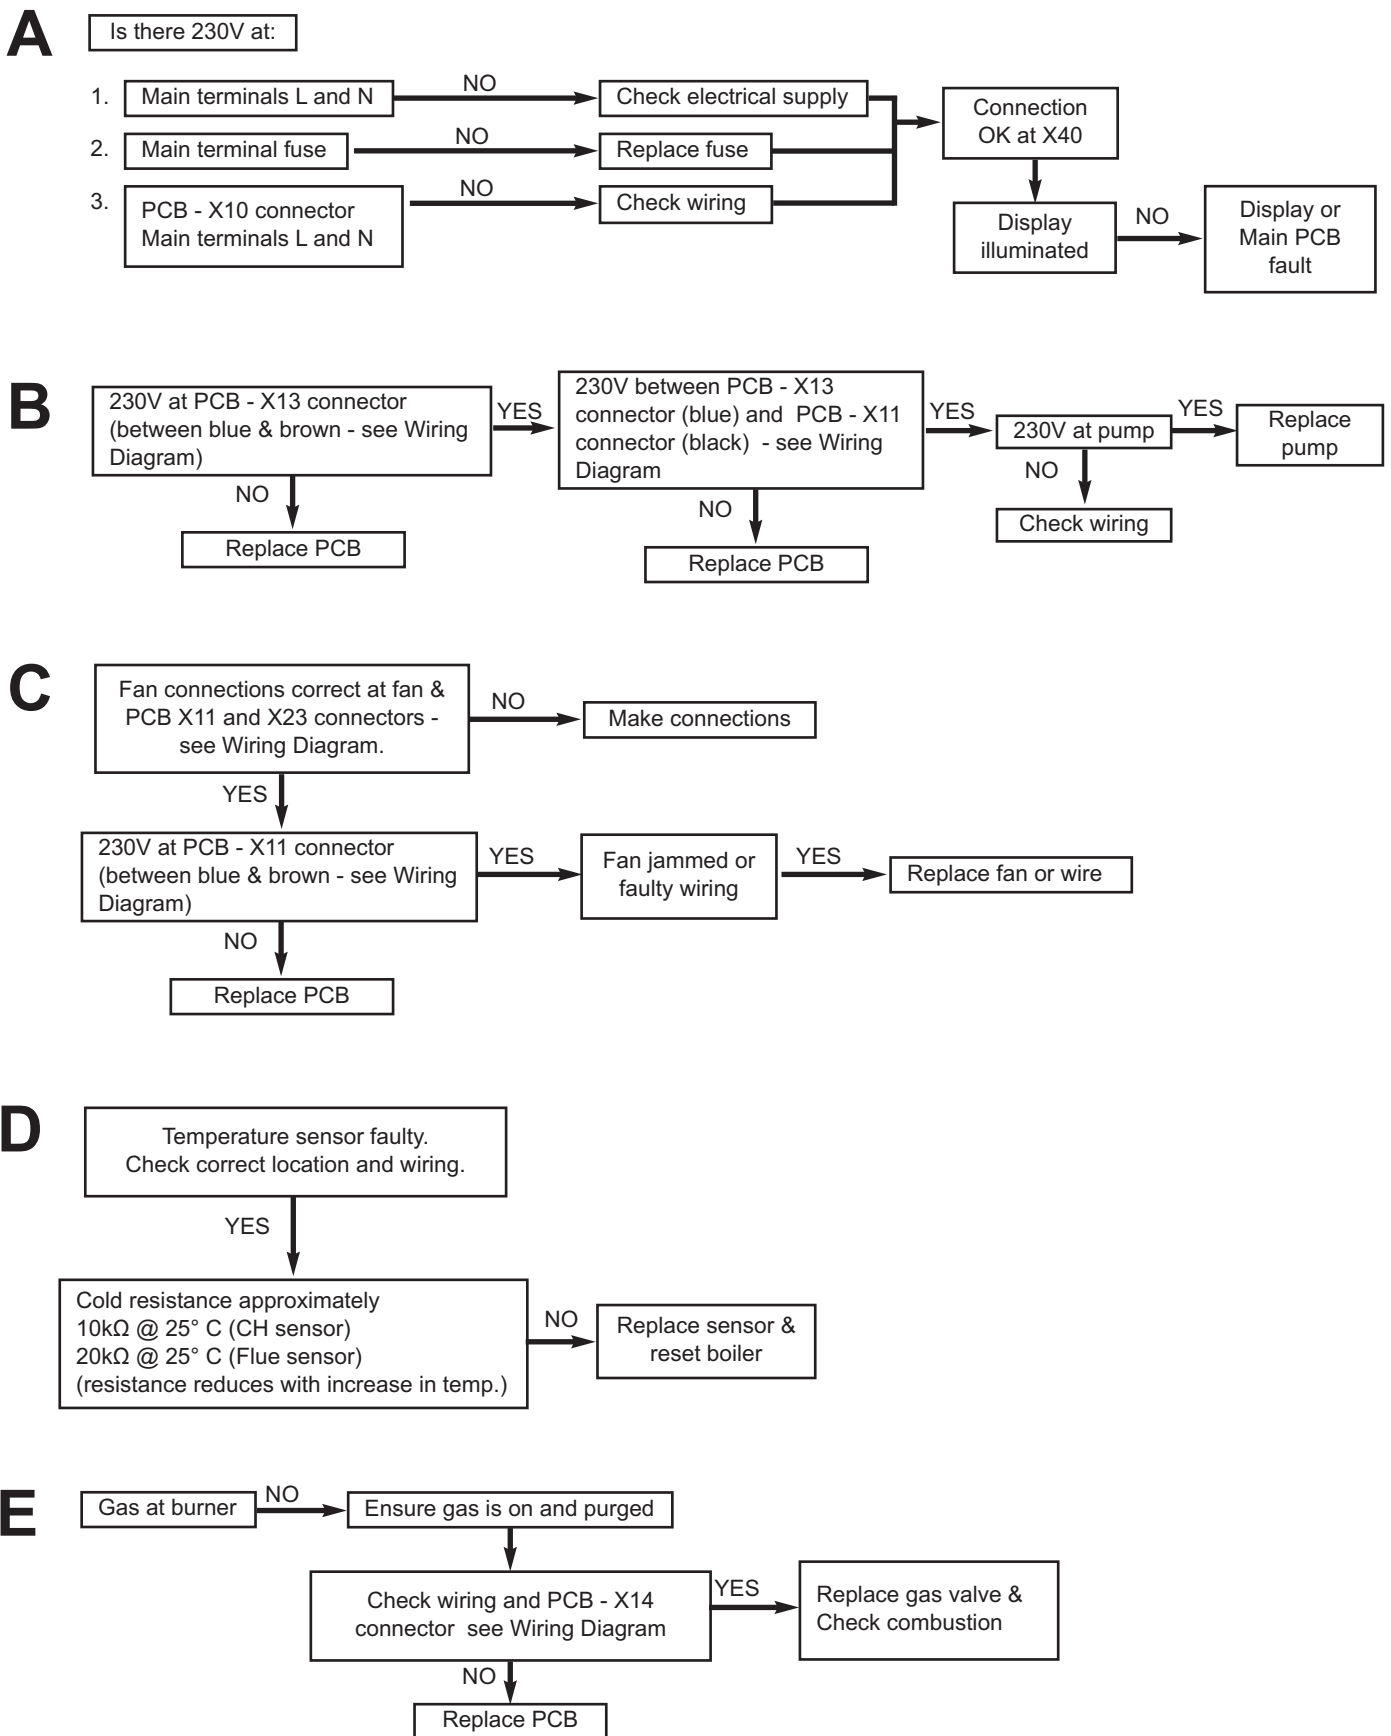 A
Is there 230V at:
1.
Main terminals L and N
NO
Check electrical supply
2.
Main terminal fuse
NO
Replace fuse
3.
PCB - X10 connector
Main terminals L and N
NO
Check wiring
Connection
OK at X40
Display
illuminated
NO
Display or
Main PCB
fault
B
230V at PCB - X13 connector
(between blue & brown - see Wiring
Diagram)
YES
NO
Replace PCB
230V between PCB - X13
connector (blue) and PCB - X11
connector (black) - see Wiring
Diagram
YES
NO
Replace PCB
230V at pump
YES
Replace
pump
NO
Check wiring
C
Fan connections correct at fan &
PCB X11 and X23 connectors -
see Wiring Diagram.
NO
Make connections
YES
230V at PCB - X11 connector
(between blue & brown - see Wiring
Diagram)
YES
Fan jammed or
faulty wiring
YES
Replace fan or wire
NO
Replace PCB
D
Temperature sensor faulty.
Check correct location and wiring.
YES
Cold resistance approximately
10kΩ @ 25° C (CH sensor)
20kΩ @ 25° C (Flue sensor)
(resistance reduces with increase in temp.)
NO
Replace sensor &
reset boiler
E
Gas at burner
NO
Ensure gas is on and purged
Check wiring and PCB - X14
connector see Wiring Diagram
YES
Replace gas valve &
Check combustion
NO
Replace PCB